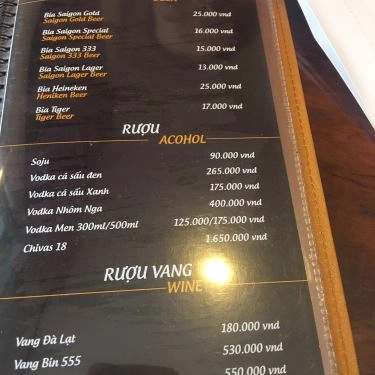 Bia Saigon Gold 25.000 vnd
Saigon Gold Beer
Bia Saigon Special 16.000 vnd
Saigon Special Beer
Bia Saigon 333 15.000 vnd
Saigon 333 Beer
Bia Saigon Lager 13.000 vnd
Saigon Lager Beer
Bia Heineken 25.000 vnd
Heniken Beer
Bia Tiger 17.000 vnd
Tiger Beer
RƯỢU
ACOHOL
Soju 90.000 vnd
Vodka cá sấu đen 265.000 vnd
Vodka cá sấu Xanh 175.000 vnd
Vodka Nhôm Nga 400.000 vnd
Vodka Men 300ml/500ml 125.000/175.000 vnd
Chivas 18 1.650.000 vnd
RƯỢU VANG
WINE
Vang Đà Lạt 180.000 vnd
Vang Bin 555 530.000 vnd
550.000 vnd